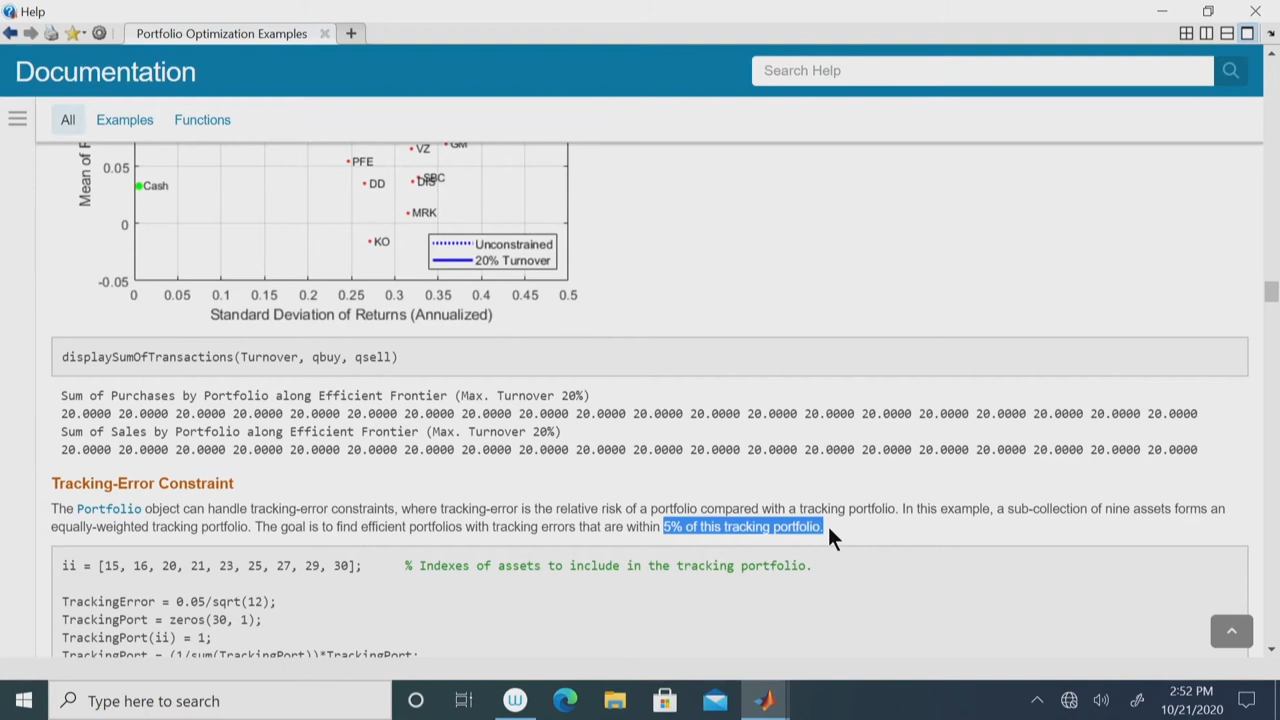 Help
Portfolio Optimization Examples
Documentation
Search Help
All Examples Functions
Mean of R
0.05
0
-0.05
VZ
GM
PFE
Cash
DD
SBC
DIS
MRK
KO
Unconstrained
20% Turnover
0 0.05 0.1 0.15 0.2 0.25 0.3 0.35 0.4 0.45 0.5
Standard Deviation of Returns (Annualized)
displaySumOfTransactions(Turnover, qbuy, qsell)
Sum of Purchases by Portfolio along Efficient Frontier (Max. Turnover 20%)
20.0000 20.0000 20.0000 20.0000 20.0000 20.0000 20.0000 20.0000 20.0000 20.0000 20.0000 20.0000 20.0000 20.0000 20.0000 20.0000 20.0000 20.0000 20.0000 20.0000
Sum of Sales by Portfolio along Efficient Frontier (Max. Turnover 20%)
20.0000 20.0000 20.0000 20.0000 20.0000 20.0000 20.0000 20.0000 20.0000 20.0000 20.0000 20.0000 20.0000 20.0000 20.0000 20.0000 20.0000 20.0000 20.0000 20.0000
Tracking-Error Constraint
The Portfolio object can handle tracking-error constraints, where tracking-error is the relative risk of a portfolio compared with a tracking portfolio. In this example, a sub-collection of nine assets forms an
equally-weighted tracking portfolio. The goal is to find efficient portfolios with tracking errors that are within 5% of this tracking portfolio.
ii = [15, 16, 20, 21, 23, 25, 27, 29, 30]; % Indexes of assets to include in the tracking portfolio.
TrackingError = 0.05/sqrt(12);
TrackingPort = zeros(30, 1);
TrackingPort(ii) = 1;
TrackingPort = (1/sum(TrackingPort))*TrackingPort;
Type here to search
2:52 PM
10/21/2020